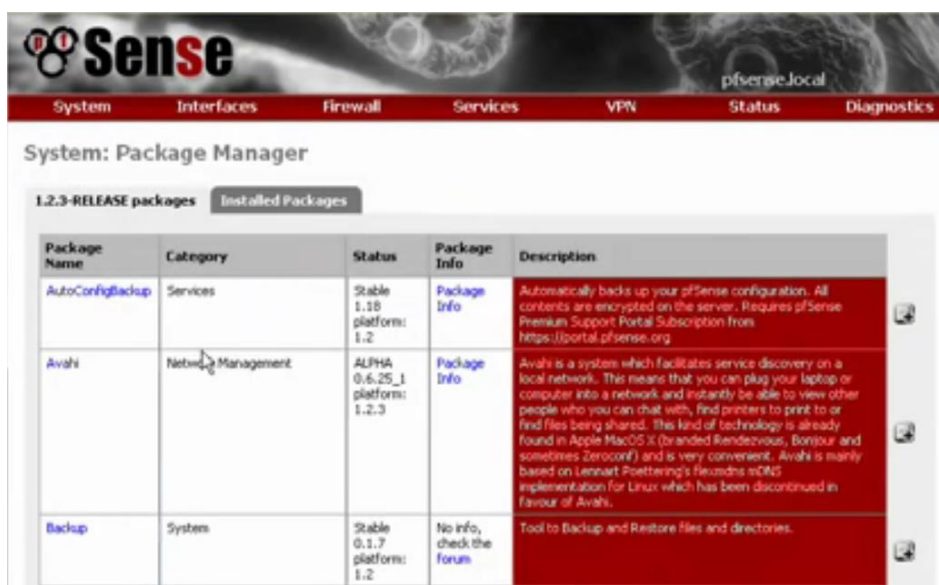 pf Sense
pfsense.local
System Interfaces Firewall Services VPN Status Diagnostics
System: Package Manager
1.2.3-RELEASE packages Installed Packages
Package Name Category Status Package Info Description
AutoConfigBackup
Services
Stable
1.18
platform:
1.2
Package
Info
Automatically backs up your pfSense configuration. All
contents are encrypted on the server. Requires pfSense
Premium Support Portal Subscription from
https://portal.pfsense.org
Avahi
Network Management
ALPHA
0.6.25_1
platform:
1.2.3
Package
Info
Avahi is a system which facilitates service discovery on a
local network. This means that you can plug your laptop or
computer into a network and instantly be able to view other
people who you can chat with, find printers to print to or
find files being shared. This kind of technology is already
found in Apple MacOS X (branded Rendezvous, Bonjour and
sometimes Zeroconf) and is very convenient. Avahi is mainly
based on Lennart Poettering's flexmdns mDNS
implementation for Linux which has been discontinued in
favour of Avahi.
Backup
System
Stable
0.1.7
platform:
1.2
No info,
check the
forum
Tool to Backup and Restore files and directories.